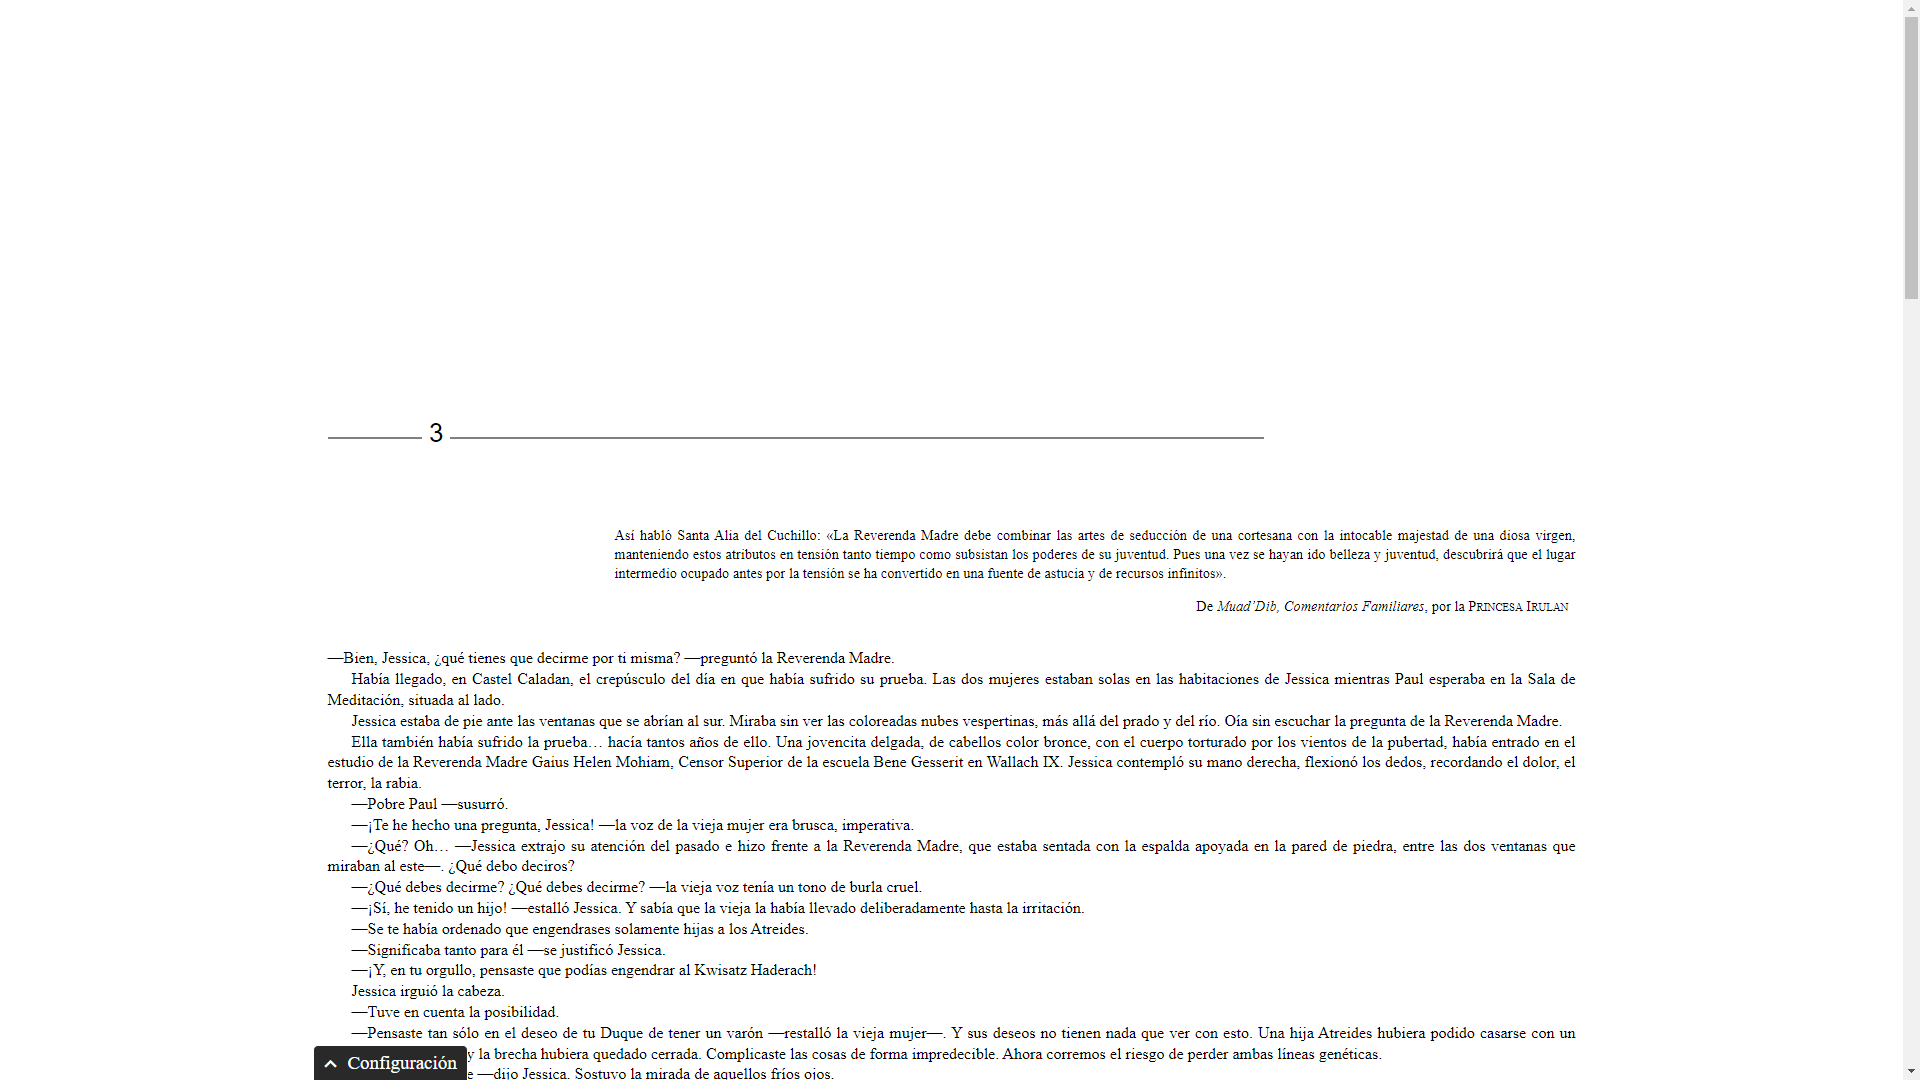 3
Así habló Santa Alia del Cuchillo: «La Reverenda Madre debe combinar las artes de seducción de una cortesana con la intocable majestad de una diosa virgen,
manteniendo estos atributos en tensión tanto tiempo como subsistan los poderes de su juventud. Pues una vez se hayan ido belleza y juventud, descubrirá que el lugar
intermedio ocupado antes por la tensión se ha convertido en una fuente de astucia y de recursos infinitos».
De Muad’Dib, Comentarios Familiares, por la PRINCESA IRULAN
—Bien, Jessica, ¿qué tienes que decirme por ti misma? —preguntó la Reverenda Madre.
Había llegado, en Castel Caladan, el crepúsculo del día en que había sufrido su prueba. Las dos mujeres estaban solas en las habitaciones de Jessica mientras Paul esperaba en la Sala de
Meditación, situada al lado.
Jessica estaba de pie ante las ventanas que se abrían al sur. Miraba sin ver las coloreadas nubes vespertinas, más allá del prado y del río. Oía sin escuchar la pregunta de la Reverenda Madre.
Ella también había sufrido la prueba… hacía tantos años de ello. Una jovencita delgada, de cabellos color bronce, con el cuerpo torturado por los vientos de la pubertad, había entrado en el
estudio de la Reverenda Madre Gaius Helen Mohiam, Censor Superior de la escuela Bene Gesserit en Wallach IX. Jessica contempló su mano derecha, flexionó los dedos, recordando el dolor, el
terror, la rabia.
—Pobre Paul —susurró.
—¡Te he hecho una pregunta, Jessica! —la voz de la vieja mujer era brusca, imperativa.
—¿Qué? Oh… —Jessica extrajo su atención del pasado e hizo frente a la Reverenda Madre, que estaba sentada con la espalda apoyada en la pared de piedra, entre las dos ventanas que
miraban al este—. ¿Qué debo deciros?
—¿Qué debes decirme? ¿Qué debes decirme? —la vieja voz tenía un tono de burla cruel.
—¡Sí, he tenido un hijo! —estalló Jessica. Y sabía que la vieja la había llevado deliberadamente hasta la irritación.
—Se te había ordenado que engendrases solamente hijas a los Atreides.
—Significaba tanto para él —se justificó Jessica.
—¡Y, en tu orgullo, pensaste que podías engendrar al Kwisatz Haderach!
Jessica irguió la cabeza.
—Tuve en cuenta la posibilidad.
—Pensaste tan sólo en el deseo de tu Duque de tener un varón —restalló la vieja mujer—. Y sus deseos no tienen nada que ver con esto. Una hija Atreides hubiera podido casarse con un
y la brecha hubiera quedado cerrada. Complicaste las cosas de forma impredecible. Ahora corremos el riesgo de perder ambas líneas genéticas.
—dijo Jessica. Sostuvo la mirada de aquellos fríos ojos.
Configuración